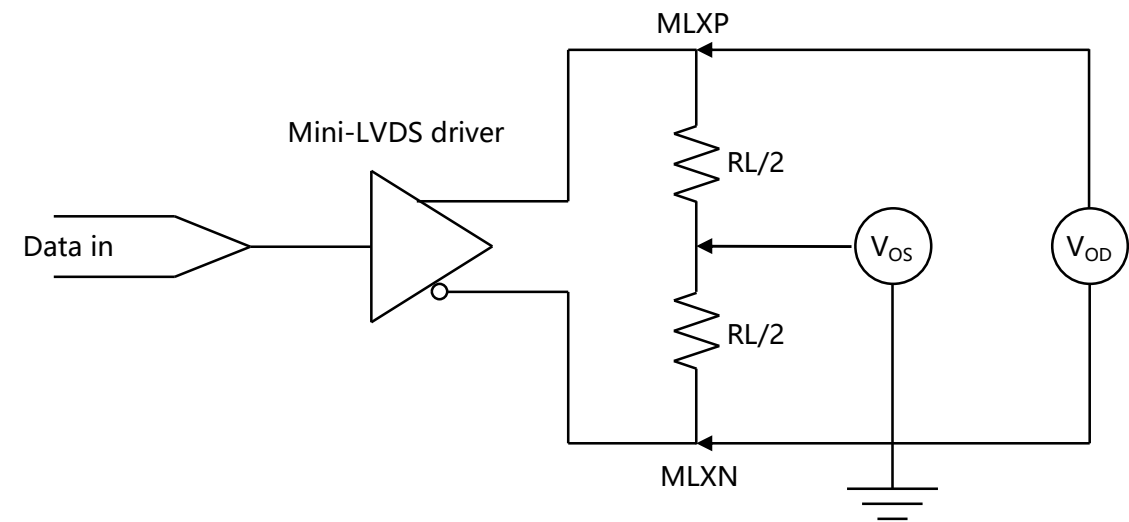 MLXP
Mini-LVDS driver
RL/2
Data in
VOS
VOD
RL/2
MLXN